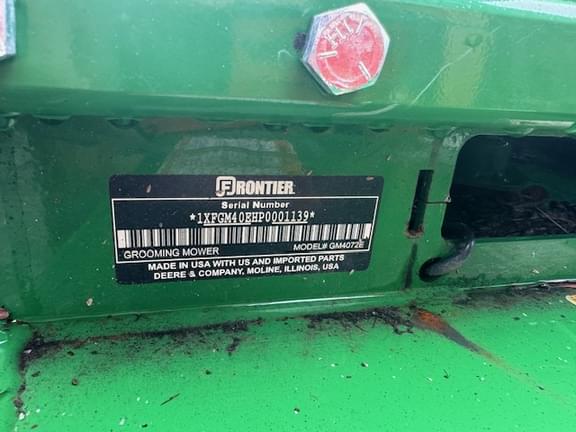 FRONTIER
Serial Number
*1XFGM40EHP0001139*
GROOMING MOWER MODEL# GM4072E
MADE IN USA WITH US AND IMPORTED PARTS
DEERE & COMPANY, MOLINE, ILLINOIS, USA